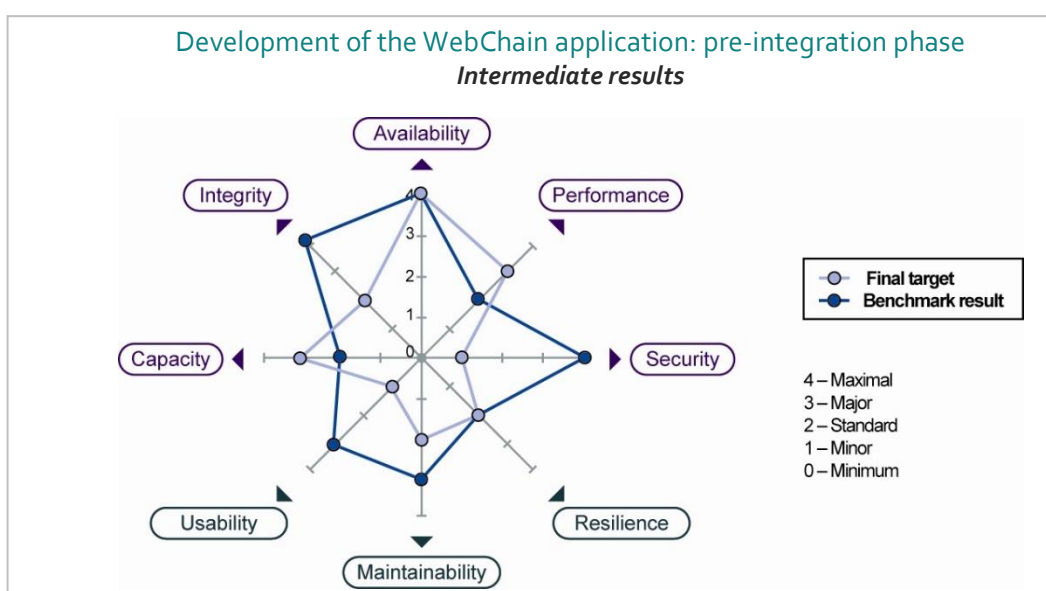 Development of the WebChain application: pre-integration phase
Intermediate results
Availability
Integrity
Performance
4
3
2
1
0
Capacity
Security
Final target
Benchmark result
4 – Maximal
3 – Major
2 – Standard
1 – Minor
0 – Minimum
Usability
Resilience
Maintainability